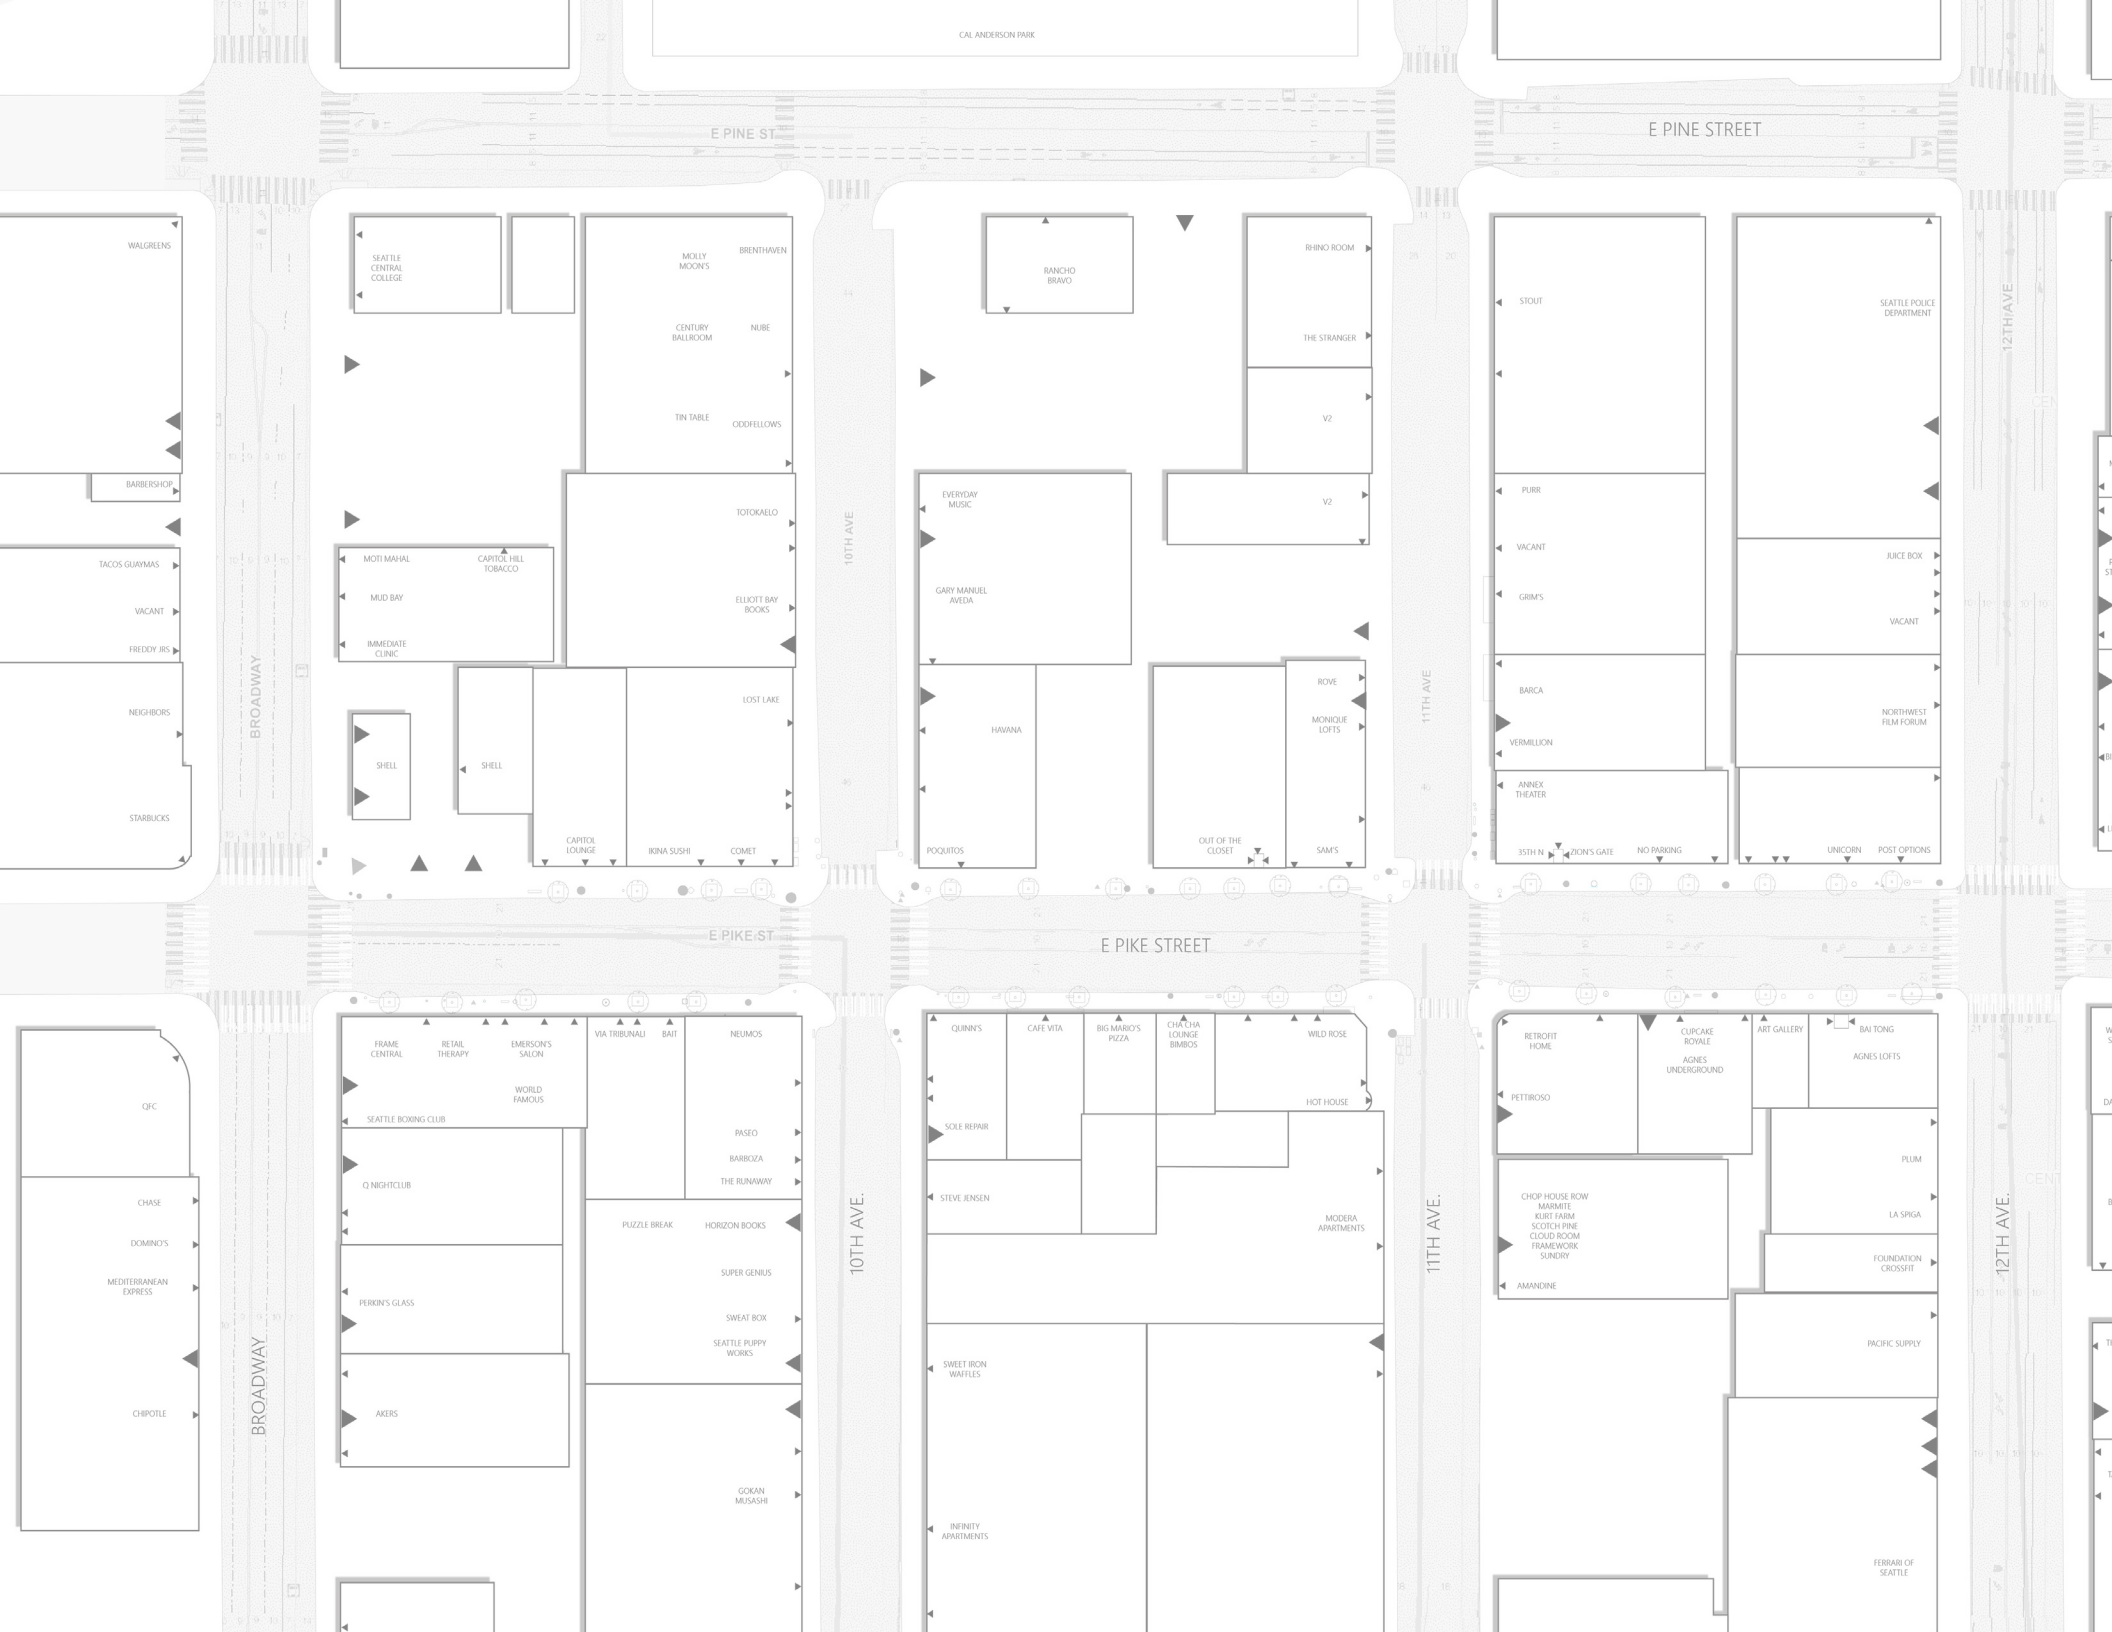 CAL ANDERSON PARK
E PINE ST
E PINE STREET
WALGREENS
SEATTLE
CENTRAL
COLLEGE
MOLLY
MOON'S
BRENTHAVEN
CENTURY
BALLROOM
NUBE
TIN TABLE
ODDFELLOWS
RANCHO
BRAVO
RHINO ROOM
THE STRANGER
V2
V2
STOUT
SEATTLE POLICE
DEPARTMENT
12TH AVE
BARBERSHOP
TACOS GUAYMAS
VACANT
FREDDY JRS
NEIGHBORS
STARBUCKS
BROADWAY
MOTI MAHAL
CAPITOL HILL
TOBACCO
MUD BAY
IMMEDIATE
CLINIC
TOTOKAELO
ELLIOTT BAY
BOOKS
SHELL
SHELL
LOST LAKE
CAPITOL
LOUNGE
IKINA SUSHI
COMET
10TH AVE
EVERYDAY
MUSIC
GARY MANUEL
AVEDA
HAVANA
POQUITOS
ROVE
MONIQUE
LOFTS
OUT OF THE
CLOSET
SAM'S
11TH AVE
PURR
VACANT
GRIM'S
BARCA
VERMILLION
ANNEX
THEATER
35TH N
ZION'S GATE
NO PARKING
JUICE BOX
VACANT
NORTHWEST
FILM FORUM
UNICORN
POST OPTIONS
E PIKE ST
E PIKE STREET
QFC
CHASE
DOMINO'S
MEDITERRANEAN
EXPRESS
CHIPOTLE
BROADWAY
FRAME
CENTRAL
RETAIL
THERAPY
EMERSON'S
SALON
WORLD
FAMOUS
SEATTLE BOXING CLUB
VIA TRIBUNALI
BAIT
NEUMOS
PASEO
BARBOZA
THE RUNAWAY
Q NIGHTCLUB
PUZZLE BREAK
HORIZON BOOKS
SUPER GENIUS
SWEAT BOX
SEATTLE PUPPY
WORKS
PERKIN'S GLASS
AKERS
GOKAN
MUSASHI
10TH AVE.
QUINN'S
CAFE VITA
BIG MARIO'S
PIZZA
CHA CHA
LOUNGE
BIMBOS
WILD ROSE
HOT HOUSE
SOLE REPAIR
STEVE JENSEN
MODERA
APARTMENTS
SWEET IRON
WAFFLES
INFINITY
APARTMENTS
11TH AVE.
RETROFIT
HOME
PETTIROSO
CUPCAKE
ROYALE
AGNES
UNDERGROUND
ART GALLERY
BAI TONG
AGNES LOFTS
CHOP HOUSE ROW
MARMITE
KURT FARM
SCOTCH PINE
CLOUD ROOM
FRAMEWORK
SUNDRY
AMANDINE
PLUM
LA SPIGA
FOUNDATION
CROSSFIT
PACIFIC SUPPLY
FERRARI OF
SEATTLE
12TH AVE.